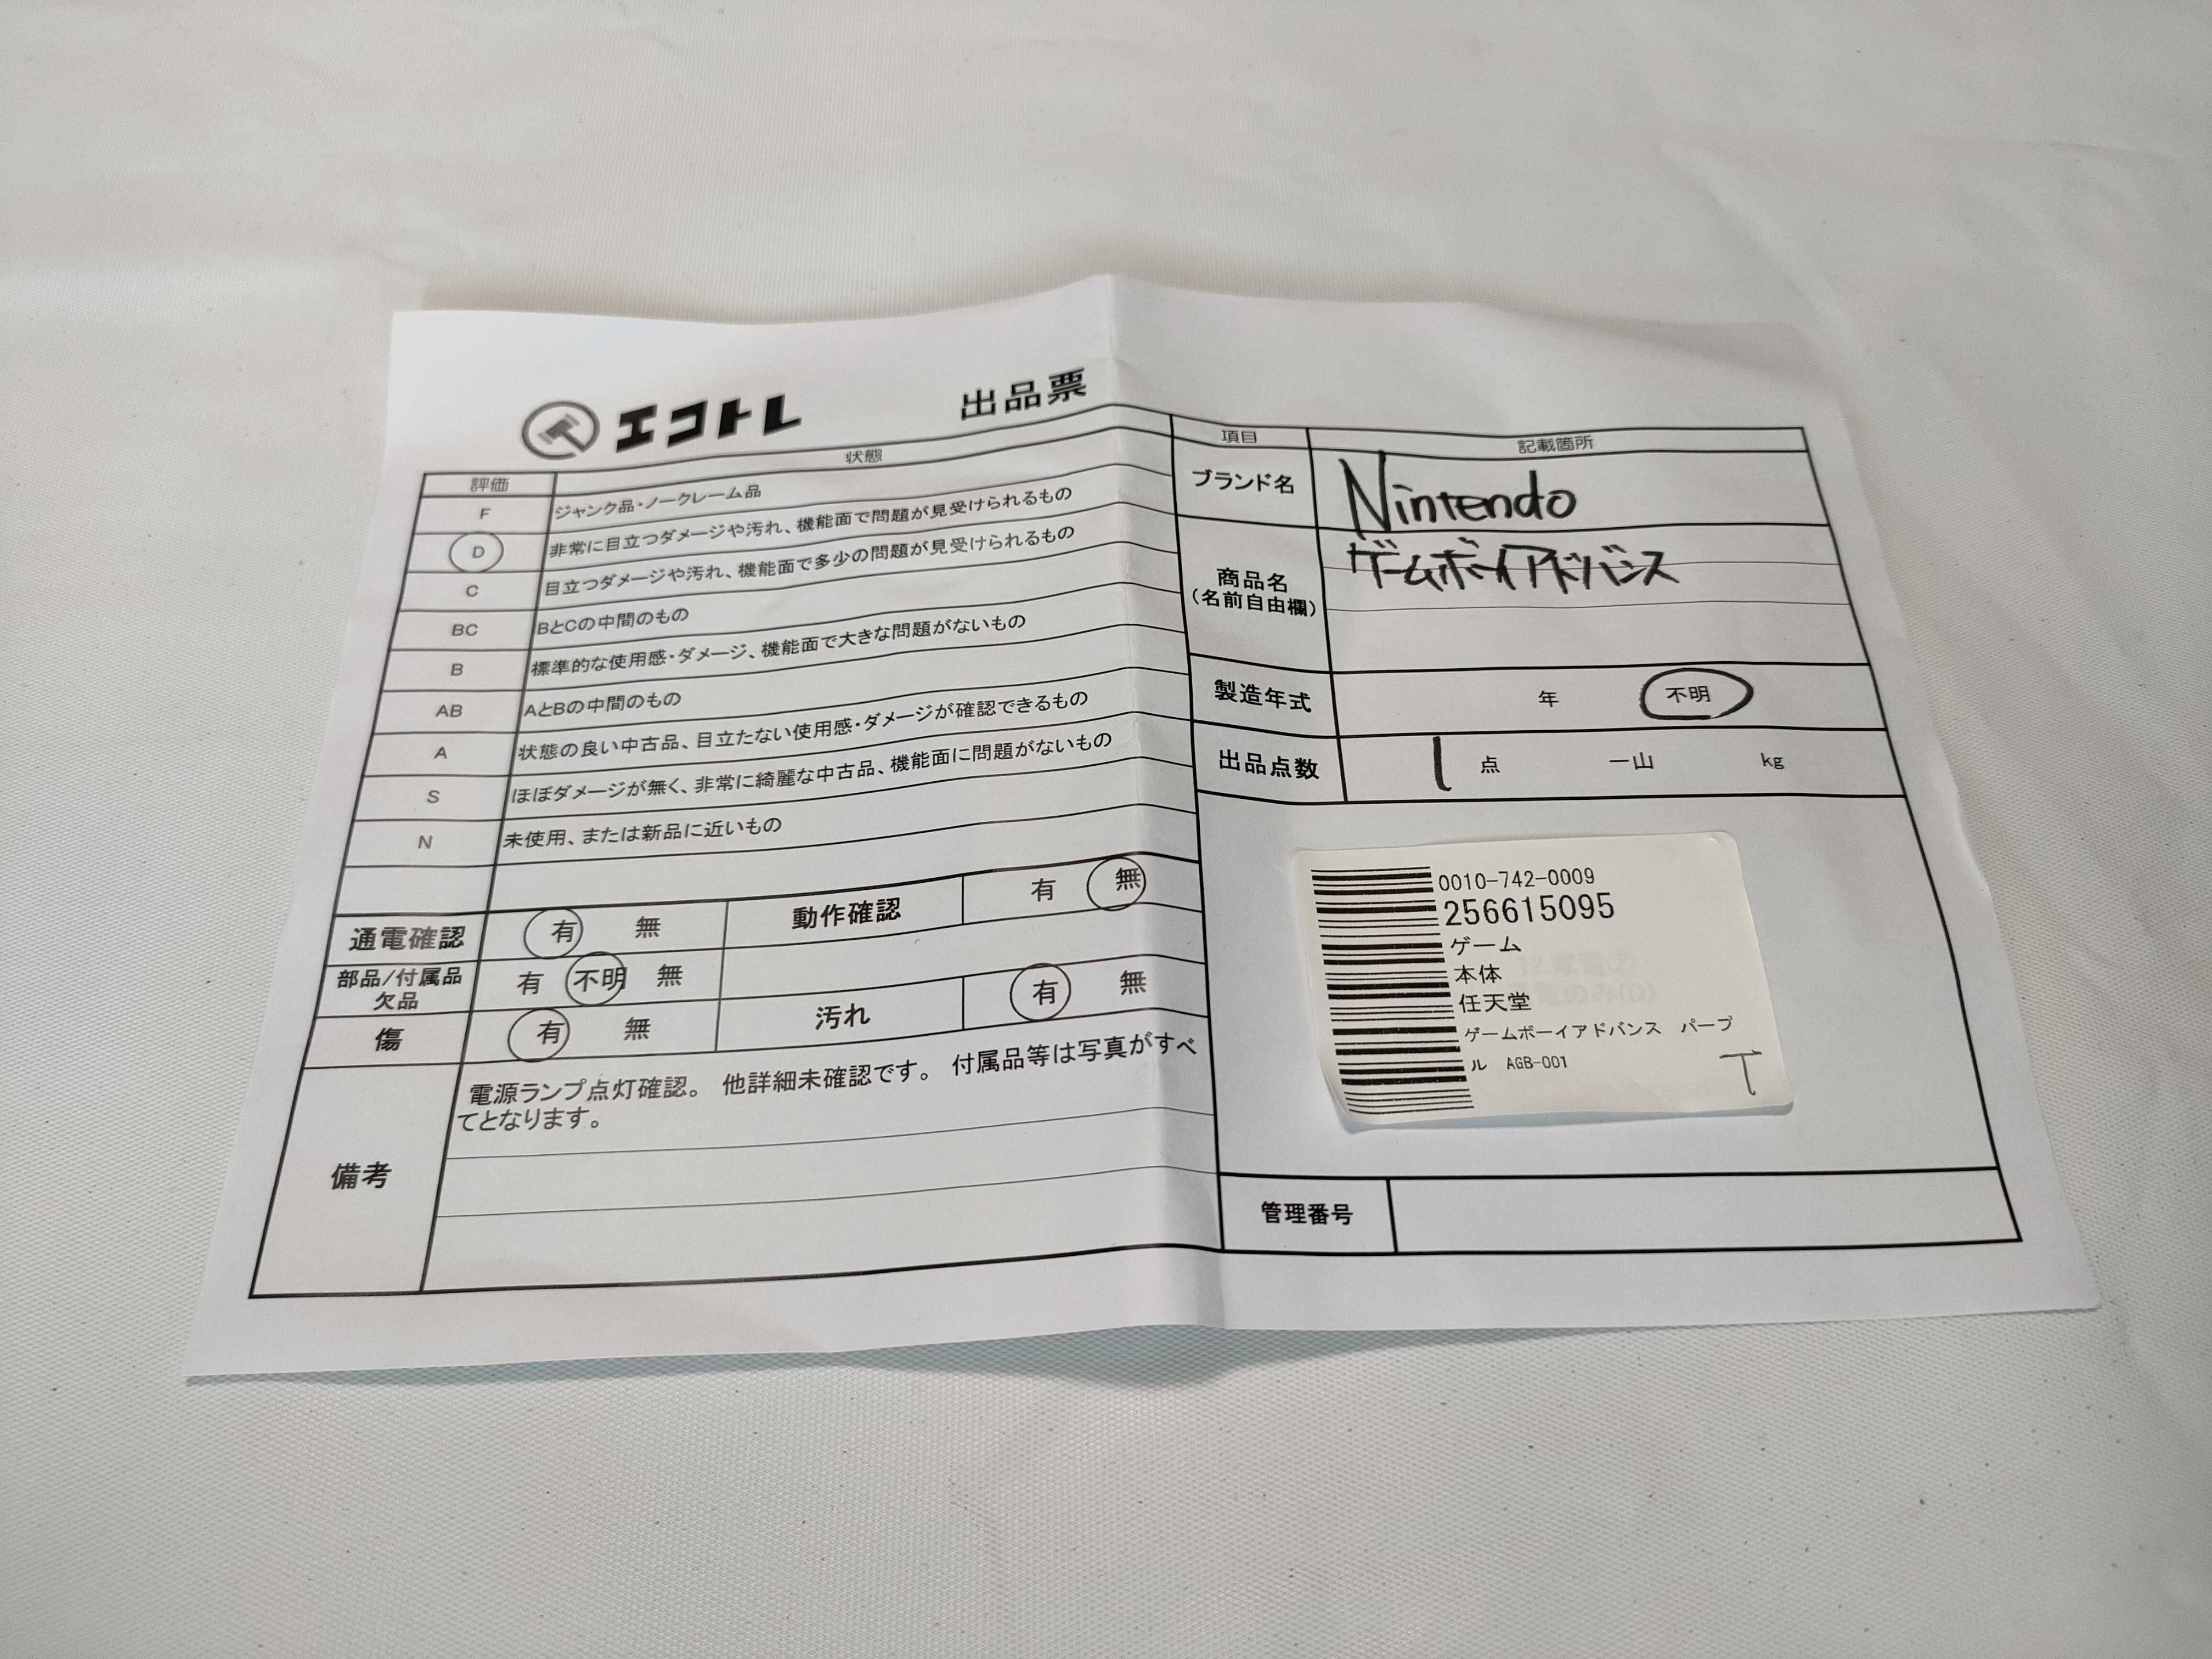 エコトレ 出品票
評価 状態
F ジャンク品・ノークレーム品
D 非常に目立つダメージや汚れ、機能面で問題が見受けられるもの
C 目立つダメージや汚れ、機能面で多少の問題が見受けられるもの
BC BとCの中間のもの
B 標準的な使用感・ダメージ、機能面で大きな問題がないもの
AB AとBの中間のもの
A 状態の良い中古品、目立たない使用感・ダメージが確認できるもの
S ほぼダメージが無く、非常に綺麗な中古品、機能面に問題がないもの
N 未使用、または新品に近いもの
通電確認 有 無 動作確認 有 無
部品/付属品
欠品 有 不明 無
傷 有 無 汚れ 有 無
備考 電源ランプ点灯確認。 他詳細未確認です。 付属品等は写真がすべ
てとなります。
項目 記載箇所
ブランド名 Nintendo
商品名
(名前自由欄) ゲームボーイアドバンス
製造年式 年 不明
出品点数 1 点 一山 kg
0010-742-0009
256615095
ゲーム
本体
任天堂
ゲームボーイアドバンス パープ
ル AGB-001
T
管理番号